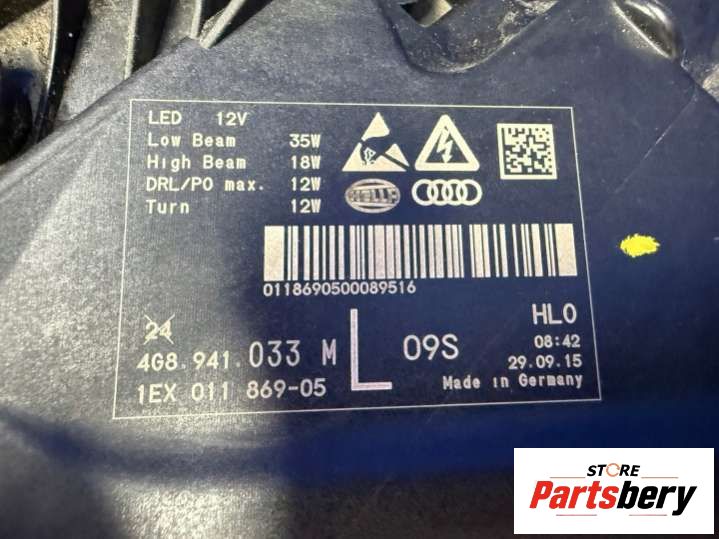 LED 12V
Low Beam 35W
High Beam 18W
DRL/PO max. 12W
Turn 12W
HELLA
0118690500089516
24
4G8.941.033 M
1EX 011 869-05
L
09S
HL0
08:42
29.09.15
Made in Germany
STORE
Partsbery